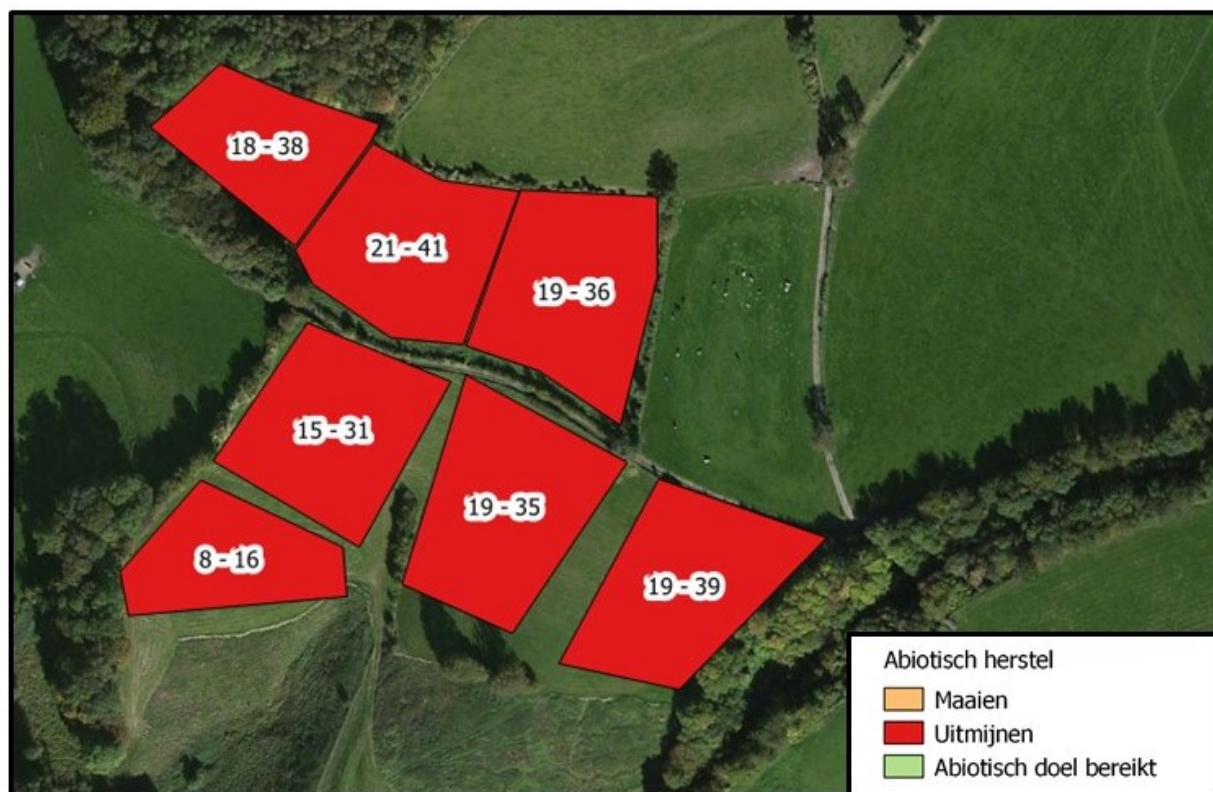 18 - 38
21 - 41
19 - 36
15 - 31
19 - 35
8 - 16
19 - 39
Abiotisch herstel
Maaien
Uitmijnen
Abiotisch doel bereikt